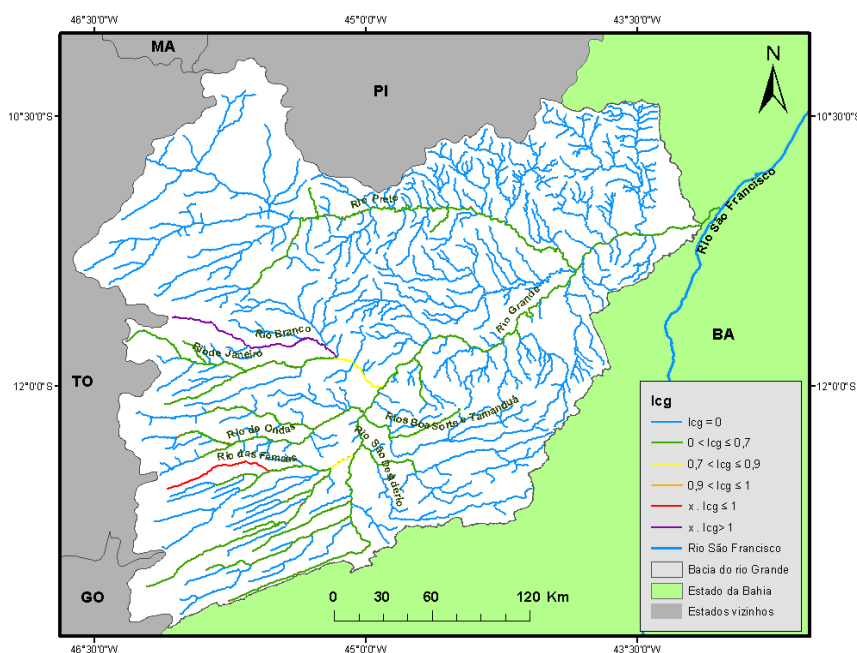 46°30'0"W
45°0'0"W
43°30'0"W
MA
PI
N
10°30'0"S
10°30'0"S
Rio Preto
Rio São Francisco
Rio Grande
BA
Rio Branco
Riode Janeiro
TO
12°0'0"S
12°0'0"S
Rios Boa Sorte e Tamanduá
Rio de Ondas
Rio das Fêmeas
Rio São Desidério
GO
Icg
Icg = 0
0 < Icg ≤ 0,7
0,7 < Icg ≤ 0,9
0,9 < Icg ≤ 1
x . Icg ≤ 1
x . Icg> 1
Rio São Francisco
Bacia do rio Grande
Estado da Bahia
Estados vizinhos
0 30 60 120 Km
46°30'0"W
45°0'0"W
43°30'0"W